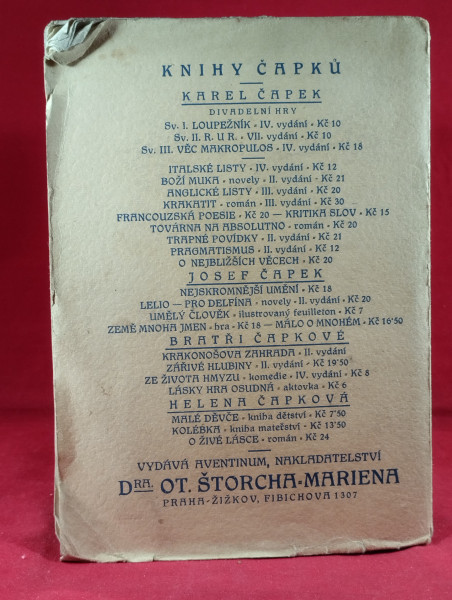 KNIHY ČAPKŮ
KAREL ČAPEK
DIVADELNÍ HRY
Sv. I. LOUPEŽNÍK • IV. vydání • Kč 10
Sv. II. R. U. R. • VII. vydání • Kč 10
Sv. III. VĚC MAKROPULOS • IV. vydání • Kč 18
ITALSKÉ LISTY • IV. vydání • Kč 12
BOŽÍ MUKA • novely • II. vydání • Kč 21
ANGLICKÉ LISTY • III. vydání • Kč 20
KRAKATIT • román • III. vydání • Kč 30
FRANCOUZSKÁ POESIE • Kč 20 — KRITIKA SLOV • Kč 15
TOVÁRNA NA ABSOLUTNO • román • Kč 20
TRAPNÉ POVÍDKY • II. vydání • Kč 21
PRAGMATISMUS • II. vydání • Kč 12
O NEJBLIŽŠÍCH VĚCECH • Kč 20
JOSEF ČAPEK
NEJSKROMNĚJŠÍ UMĚNÍ • Kč 18
LELIO — PRO DELFÍNA • novely • II. vydání • Kč 20
UMĚLÝ ČLOVĚK • ilustrovaný feuilleton • Kč 7
ZEMĚ MNOHA JMEN • hra • Kč 18 — MÁLO O MNOHÉM • Kč 16'50
BRATŘI ČAPKOVÉ
KRAKONOŠOVA ZAHRADA • II. vydání
ZÁŘIVÉ HLUBINY • II. vydání • Kč 19'50
ZE ŽIVOTA HMYZU • komedie • IV. vydání • Kč 8
LÁSKY HRA OSUDNÁ • aktovka • Kč 6
HELENA ČAPKOVÁ
MALÉ DĚVČE • kniha dětství • Kč 7'50
KOLÉBKA • kniha mateřství • Kč 13'50
O ŽIVÉ LÁSCE • román • Kč 24
VYDÁVÁ AVENTINUM, NAKLADATELSTVÍ
DRA. OT. ŠTORCHA-MARIENA
PRAHA-ŽIŽKOV, FIBICHOVA 1307